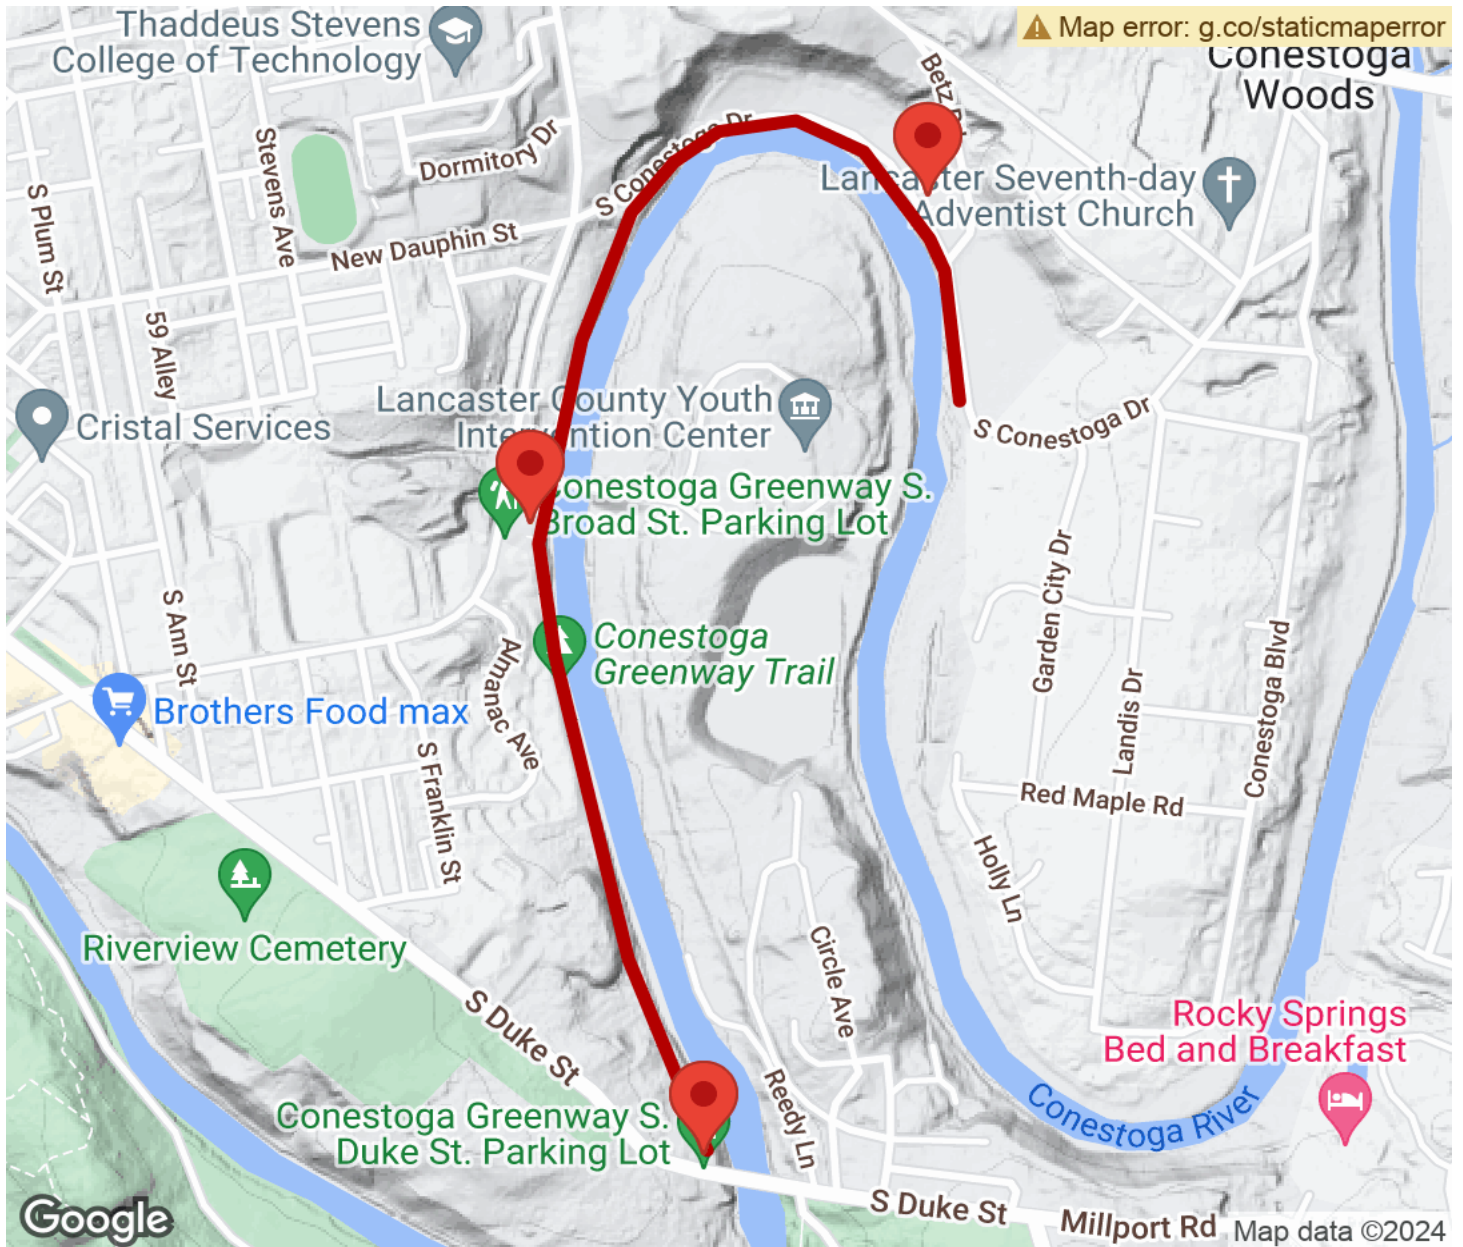 Thaddeus Stevens
College of Technology
Map error: g.co/staticmaperror
Conestoga
Woods
Dormitory Dr
Stevens Ave
S Plum St
S Conestoga Dr
Lancaster Seventh-day
Adventist Church
New Dauphin St
59 Alley
Lancaster County Youth
Intervention Center
Cristal Services
S Conestoga Dr
Conestoga Greenway S.
Broad St. Parking Lot
Garden City Dr
S Ann St
Conestoga
Greenway Trail
Almanac Ave
Landis Dr
Conestoga Blvd
Brothers Food max
S Franklin St
Red Maple Rd
Holly Ln
Riverview Cemetery
Circle Ave
S Duke St
Rocky Springs
Bed and Breakfast
Conestoga River
Reedy Ln
Conestoga Greenway S.
Duke St. Parking Lot
S Duke St
Millport Rd
Google
Map data ©2024